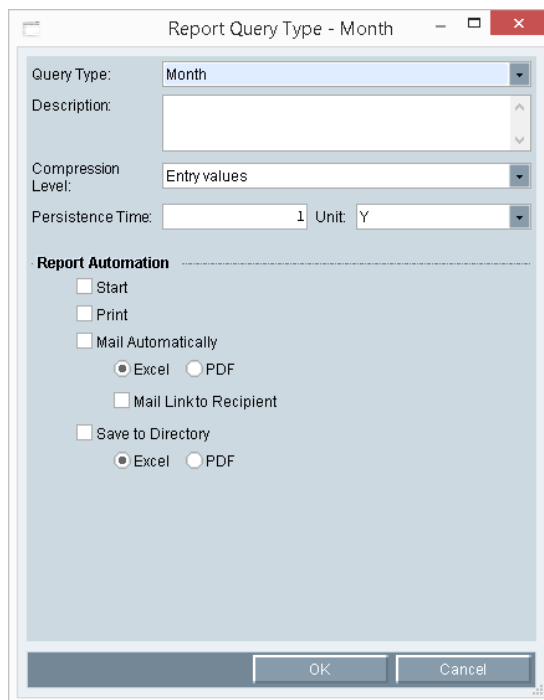 Report Query Type - Month
Query Type: Month
Description:
Compression
Level: Entry values
Persistence Time: 1 Unit: Y
Report Automation
Start
Print
Mail Automatically
Excel PDF
Mail Link to Recipient
Save to Directory
Excel PDF
OK Cancel